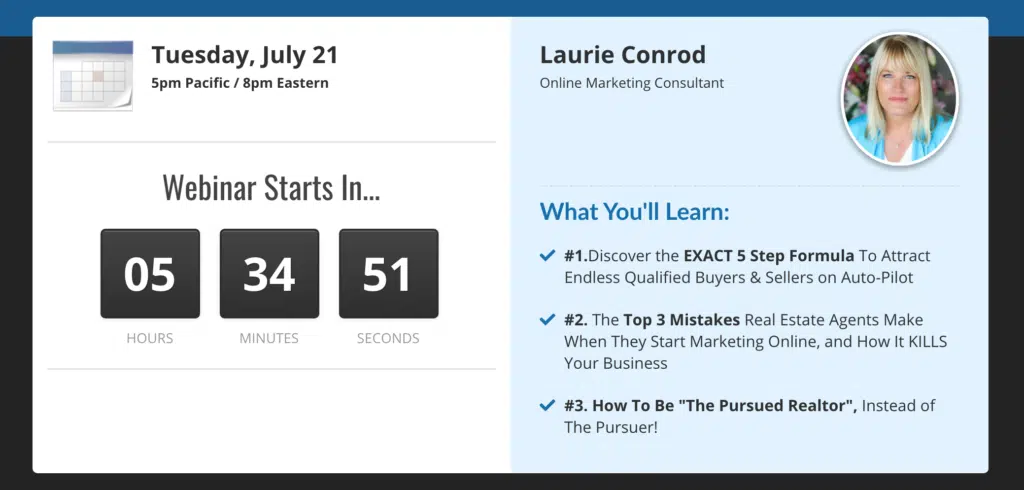 Tuesday, July 21
5pm Pacific / 8pm Eastern
Webinar Starts In...
05 34 51
HOURS MINUTES SECONDS
Laurie Conrod
Online Marketing Consultant
What You'll Learn:
#1.Discover the EXACT 5 Step Formula To Attract
Endless Qualified Buyers & Sellers on Auto-Pilot
#2. The Top 3 Mistakes Real Estate Agents Make
When They Start Marketing Online, and How It KILLS
Your Business
#3. How To Be "The Pursued Realtor", Instead of
The Pursuer!